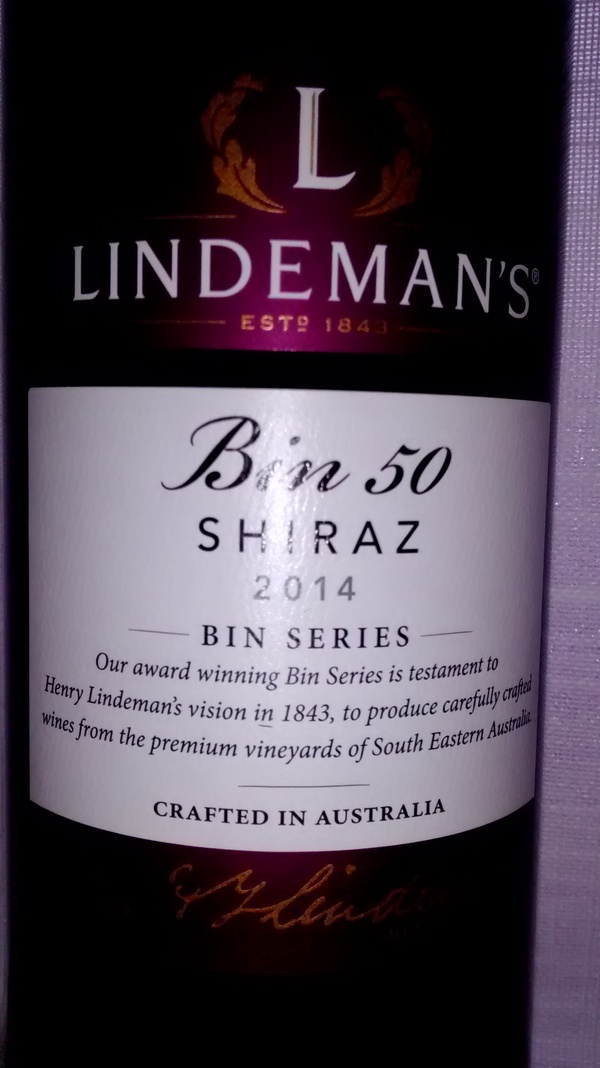 L
LINDEMAN'S®
ESTD 1843
Bin 50
SHIRAZ
2014
BIN SERIES
Our award winning Bin Series is testament to
Henry Lindeman's vision in 1843, to produce carefully crafted
wines from the premium vineyards of South Eastern Australia.
CRAFTED IN AUSTRALIA